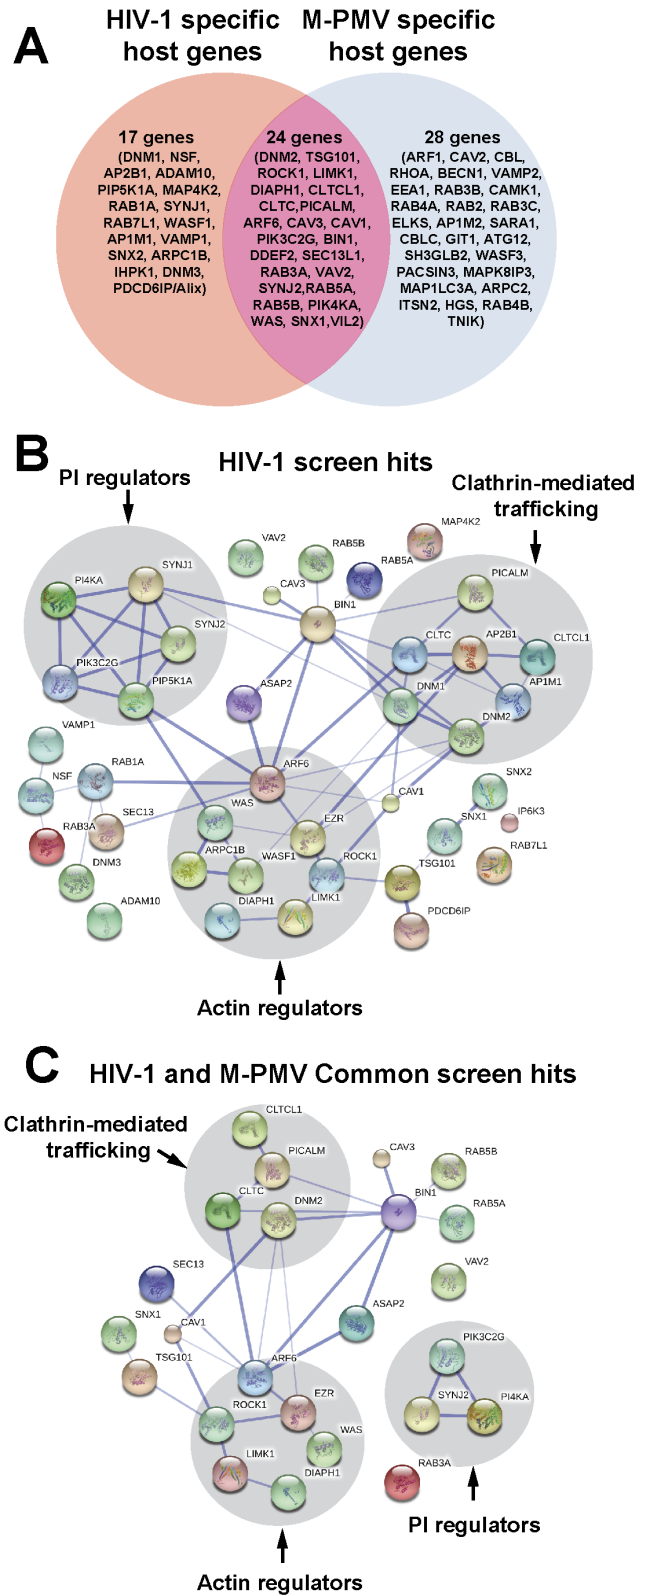 A
HIV-1 specific
host genes
M-PMV specific
host genes
17 genes
(DNM1, NSF,
AP2B1, ADAM10,
PIP5K1A, MAP4K2,
RAB1A, SYNJ1,
RAB7L1, WASF1,
AP1M1, VAMP1,
SNX2, ARPC1B,
IHPK1, DNM3,
PDCD6IP/Alix)
24 genes
(DNM2, TSG101,
ROCK1, LIMK1,
DIAPH1, CLTCL1,
CLTC,PICALM,
ARF6, CAV3, CAV1,
PIK3C2G, BIN1,
DDEF2, SEC13L1,
RAB3A, VAV2,
SYNJ2,RAB5A,
RAB5B, PIK4KA,
WAS, SNX1,VIL2)
28 genes
(ARF1, CAV2, CBL,
RHOA, BECN1, VAMP2,
EEA1, RAB3B, CAMK1,
RAB4A, RAB2, RAB3C,
ELKS, AP1M2, SARA1,
CBLC, GIT1, ATG12,
SH3GLB2, WASF3,
PACSIN3, MAPK8IP3,
MAP1LC3A, ARPC2,
ITSN2, HGS, RAB4B,
TNIK)
B
HIV-1 screen hits
PI regulators
Clathrin-mediated
trafficking
MAP4K2
VAV2
RAB5B
RAB5A
CAV3
BIN1
PI4KA
SYNJ1
SYNJ2
PIK3C2G
PIP5K1A
PICALM
CLTC
AP2B1
CLTCL1
AP1M1
DNM1
DNM2
ASAP2
VAMP1
NSF
RAB1A
RAB3A
SEC13
DNM3
ADAM10
ARF6
WAS
EZR
ARPC1B
WASF1
ROCK1
DIAPH1
LIMK1
CAV1
SNX2
SNX1
IP6K3
RAB7L1
TSG101
PDCD6IP
Actin regulators
C
HIV-1 and M-PMV Common screen hits
Clathrin-mediated
trafficking
CLTCL1
PICALM
CLTC
DNM2
CAV3
RAB5B
BIN1
RAB5A
VAV2
SEC13
ASAP2
SNX1
CAV1
TSG101
ARF6
ROCK1
EZR
WAS
LIMK1
DIAPH1
PIK3C2G
SYNJ2
PI4KA
RAB3A
PI regulators
Actin regulators